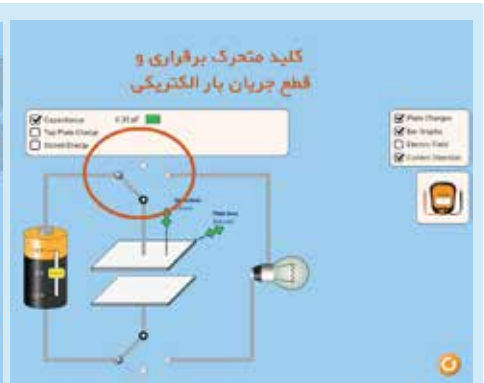 کلید متحرک برقراری و
قطع جریان بار الکتریکی
Capacitance
Top Plate Charge
Stored Energy
Plate Charges
Bar Graphs
Electric Field
Current Direction